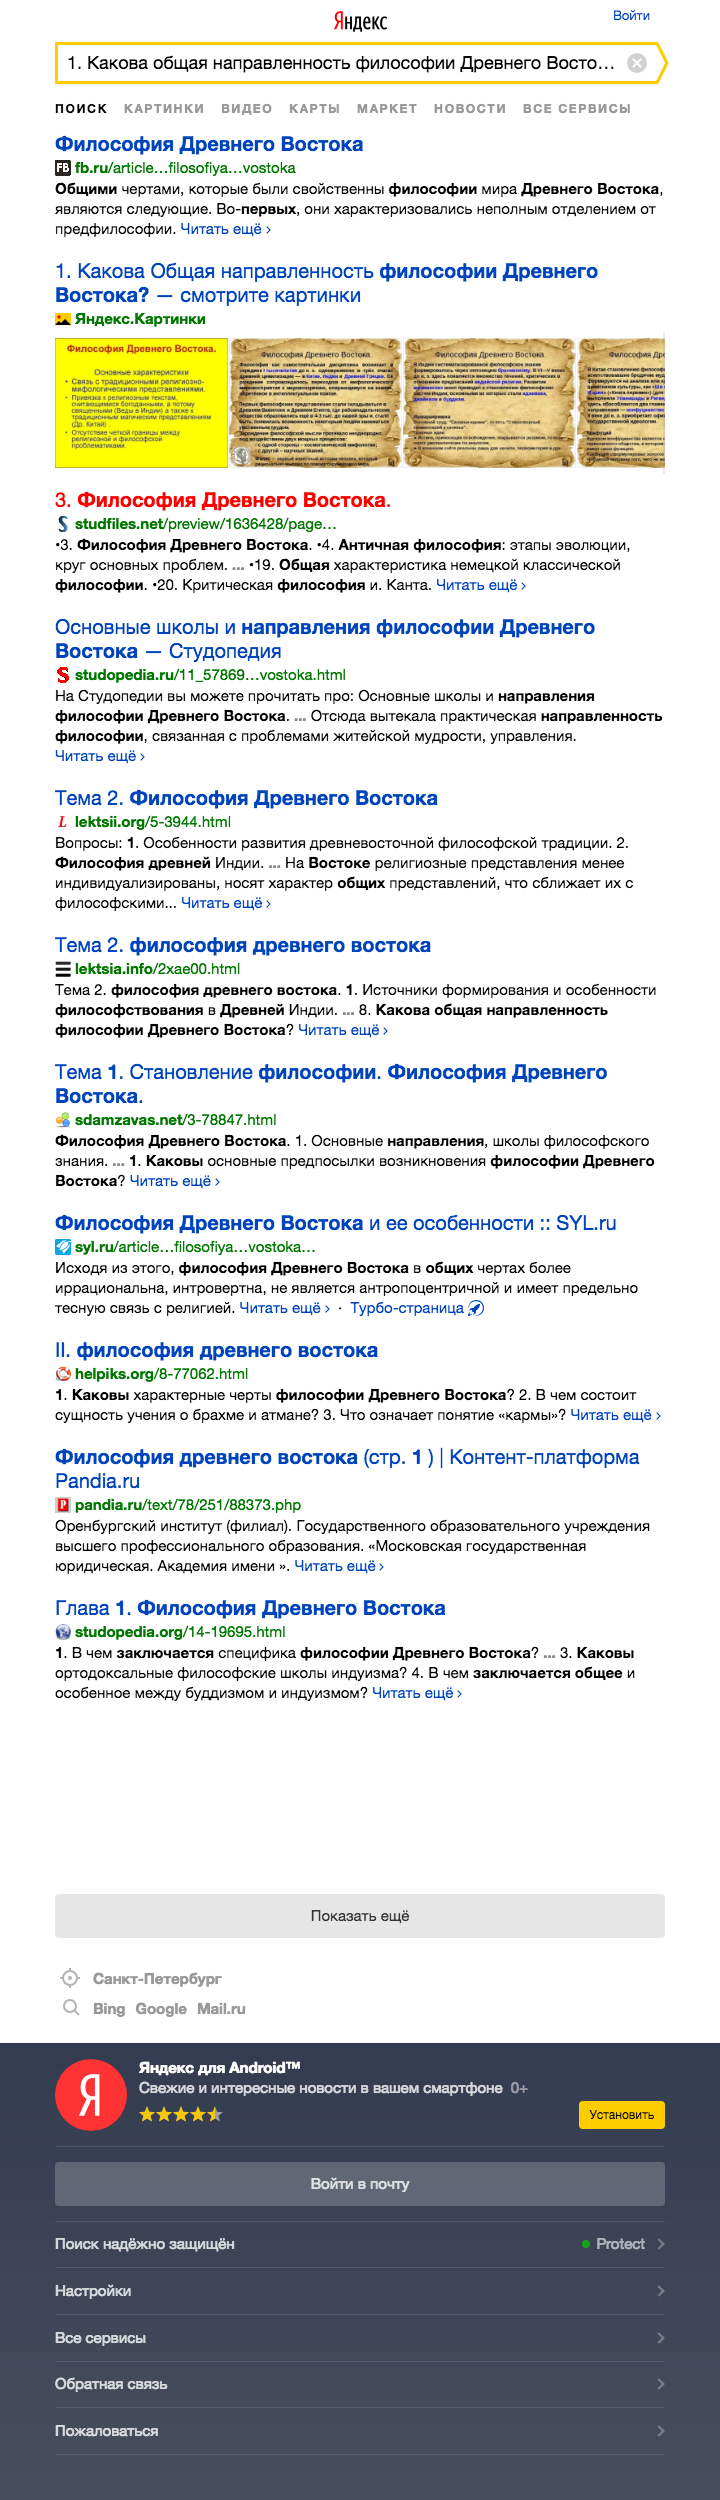 Яндекс
Войти
1. Какова общая направленность философии Древнего Восто...
ПОИСК КАРТИНКИ ВИДЕО КАРТЫ МАРКЕТ НОВОСТИ ВСЕ СЕРВИСЫ
Философия Древнего Востока
FB fb.ru/article...filosofiya...vostoka
Общими чертами, которые были свойственны философии мира Древнего Востока,
являются следующие. Во-первых, они характеризовались неполным отделением от
предфилософии. Читать ещё ›
1. Какова Общая направленность философии Древнего
Востока? — смотрите картинки
Яндекс.Картинки
Философия Древнего Востока.
Основные характеристики
• Связь с традиционными религиозно-
мифологическими представлениями.
• Привязка к религиозным текстам,
считающимися богоданными, а потому
священными (Веды в Индии) а также к
традиционным магическим представлениям
(Др. Китай) .
• Отсутствие четкой границы между
религиозной и философской
проблематиками.
Философия Древнего Востока
Философия Древнего Востока
Философия Древнего Восто
3. Философия Древнего Востока.
studfiles.net/preview/1636428/page...
•3. Философия Древнего Востока. •4. Античная философия: этапы эволюции,
круг основных проблем. ... •19. Общая характеристика немецкой классической
философии. •20. Критическая философия и. Канта. Читать ещё ›
Основные школы и направления философии Древнего
Востока — Студопедия
S studopedia.ru/11_57869...vostoka.html
На Студопедии вы можете прочитать про: Основные школы и направления
философии Древнего Востока. ... Отсюда вытекала практическая направленность
философии, связанная с проблемами житейской мудрости, управления.
Читать ещё ›
Тема 2. Философия Древнего Востока
L lektsii.org/5-3944.html
Вопросы: 1. Особенности развития древневосточной философской традиции. 2.
Философия древней Индии. ... На Востоке религиозные представления менее
индивидуализированы, носят характер общих представлений, что сближает их с
философскими... Читать ещё ›
Тема 2. философия древнего востока
lektsia.info/2xae00.html
Тема 2. философия древнего востока. 1. Источники формирования и особенности
философствования в Древней Индии. ... 8. Какова общая направленность
философии Древнего Востока? Читать ещё ›
Тема 1. Становление философии. Философия Древнего
Востока.
sdamzavas.net/3-78847.html
Философия Древнего Востока. 1. Основные направления, школы философского
знания. ... 1. Каковы основные предпосылки возникновения философии Древнего
Востока? Читать ещё ›
Философия Древнего Востока и ее особенности :: SYL.ru
syl.ru/article...filosofiya...vostoka...
Исходя из этого, философия Древнего Востока в общих чертах более
иррациональна, интровертна, не является антропоцентричной и имеет предельно
тесную связь с религией. Читать ещё › · Турбо-страница
II. философия древнего востока
helpiks.org/8-77062.html
1. Каковы характерные черты философии Древнего Востока? 2. В чем состоит
сущность учения о брахме и атмане? 3. Что означает понятие «кармы»? Читать ещё ›
Философия древнего востока (стр. 1 ) | Контент-платформа
Pandia.ru
P pandia.ru/text/78/251/88373.php
Оренбургский институт (филиал). Государственного образовательного учреждения
высшего профессионального образования. «Московская государственная
юридическая. Академия имени ». Читать ещё ›
Глава 1. Философия Древнего Востока
studopedia.org/14-19695.html
1. В чем заключается специфика философии Древнего Востока? ... 3. Каковы
ортодоксальные философские школы индуизма? 4. В чем заключается общее и
особенное между буддизмом и индуизмом? Читать ещё ›
Показать ещё
Санкт-Петербург
Bing Google Mail.ru
Я
Яндекс для Android™
Свежие и интересные новости в вашем смартфоне 0+
Установить
Войти в почту
Поиск надёжно защищён
Protect
Настройки
Все сервисы
Обратная связь
Пожаловаться